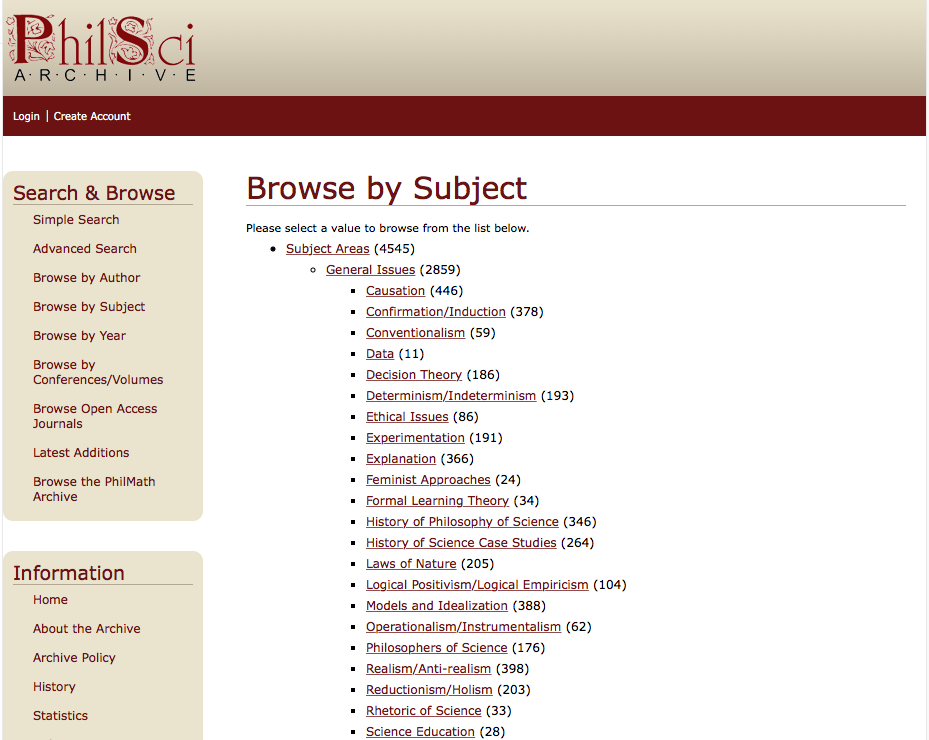 PhilSci
A·R·C·H·I·V·E
Login | Create Account
Search & Browse
Simple Search
Advanced Search
Browse by Author
Browse by Subject
Browse by Year
Browse by
Conferences/Volumes
Browse Open Access
Journals
Latest Additions
Browse the PhilMath
Archive
Information
Home
About the Archive
Archive Policy
History
Statistics
Browse by Subject
Please select a value to browse from the list below.
Subject Areas (4545)
General Issues (2859)
Causation (446)
Confirmation/Induction (378)
Conventionalism (59)
Data (11)
Decision Theory (186)
Determinism/Indeterminism (193)
Ethical Issues (86)
Experimentation (191)
Explanation (366)
Feminist Approaches (24)
Formal Learning Theory (34)
History of Philosophy of Science (346)
History of Science Case Studies (264)
Laws of Nature (205)
Logical Positivism/Logical Empiricism (104)
Models and Idealization (388)
Operationalism/Instrumentalism (62)
Philosophers of Science (176)
Realism/Anti-realism (398)
Reductionism/Holism (203)
Rhetoric of Science (33)
Science Education (28)